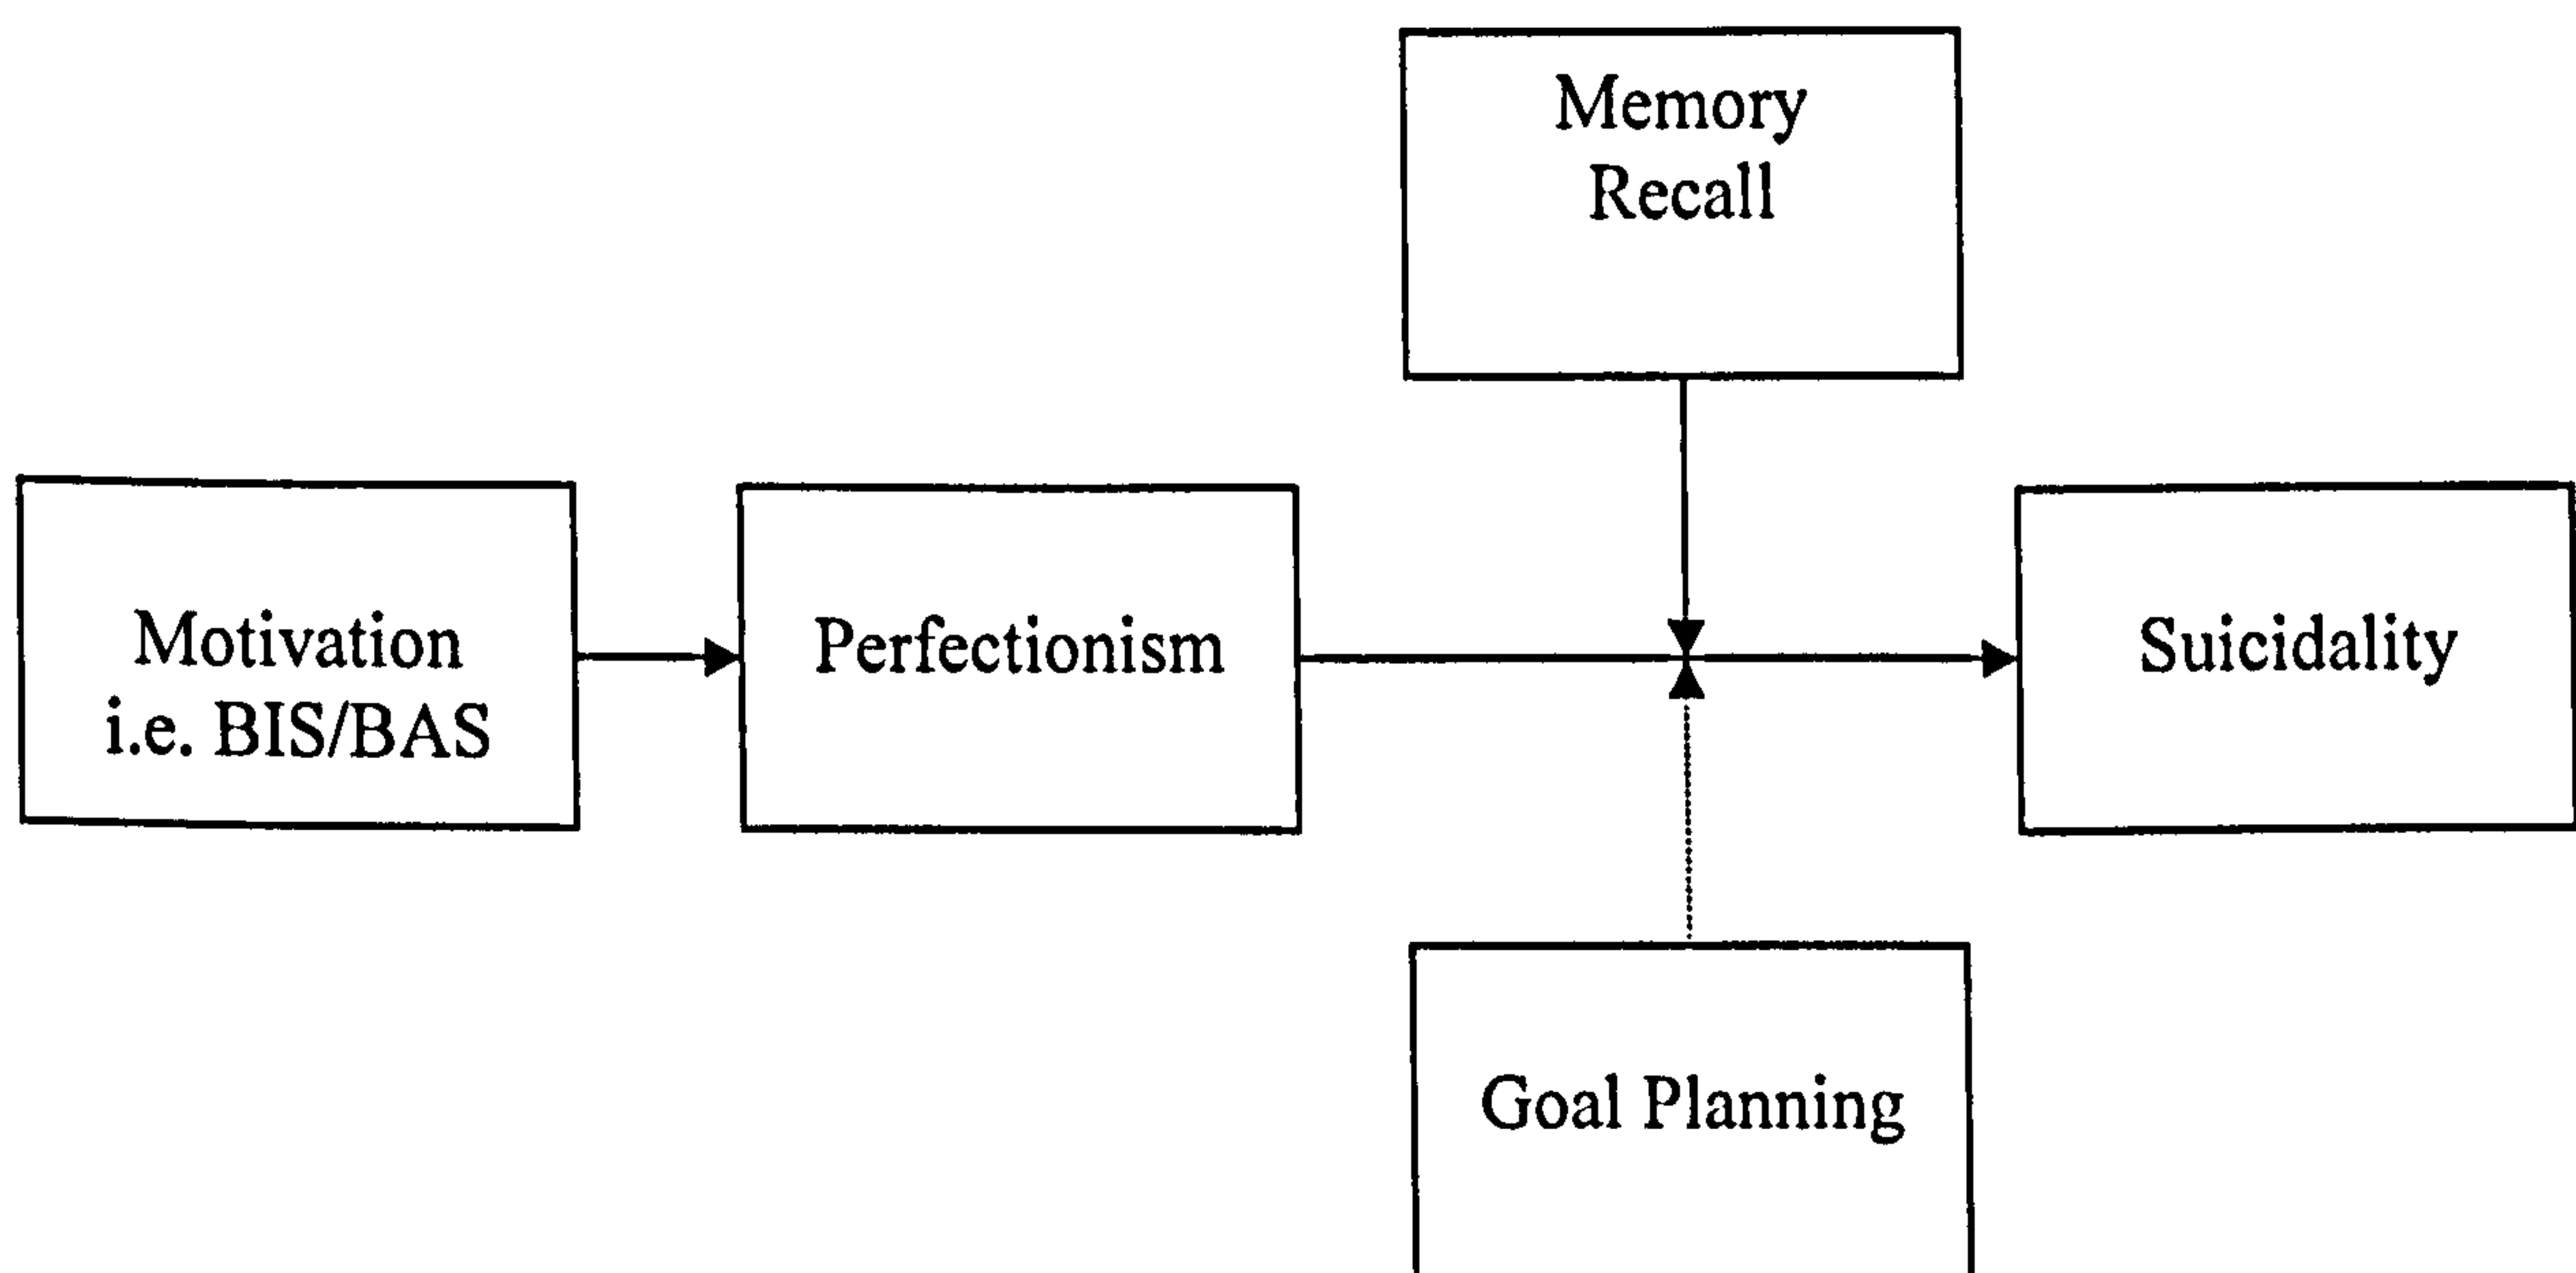 Memory
Recall
Motivation
i.e. BIS/BAS
Perfectionism
Suicidality
Goal Planning